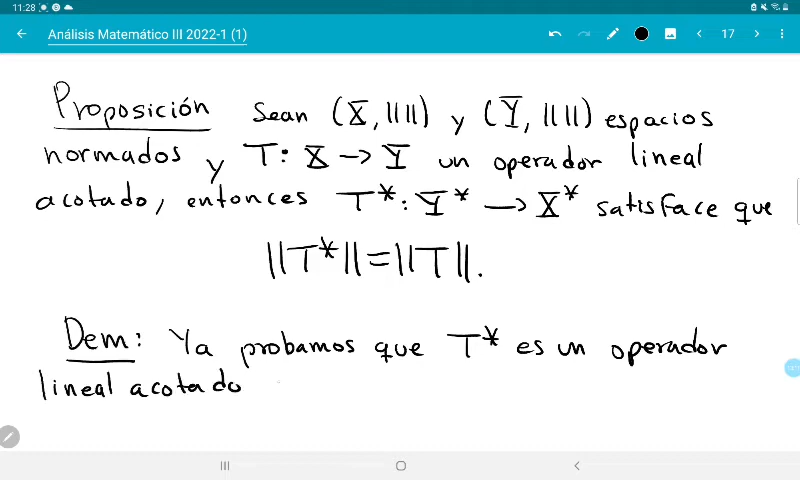 11:28
Análisis Matemático III 2022-1 (1)
17
Proposición Sean (X, || ||) y (Y, || ||) espacios
normados y T: X → Y un operador lineal
acotado, entonces T*: Y* → X* satisface que
||T*|| = ||T||.
Dem: Ya probamos que T* es un operador
lineal acotado